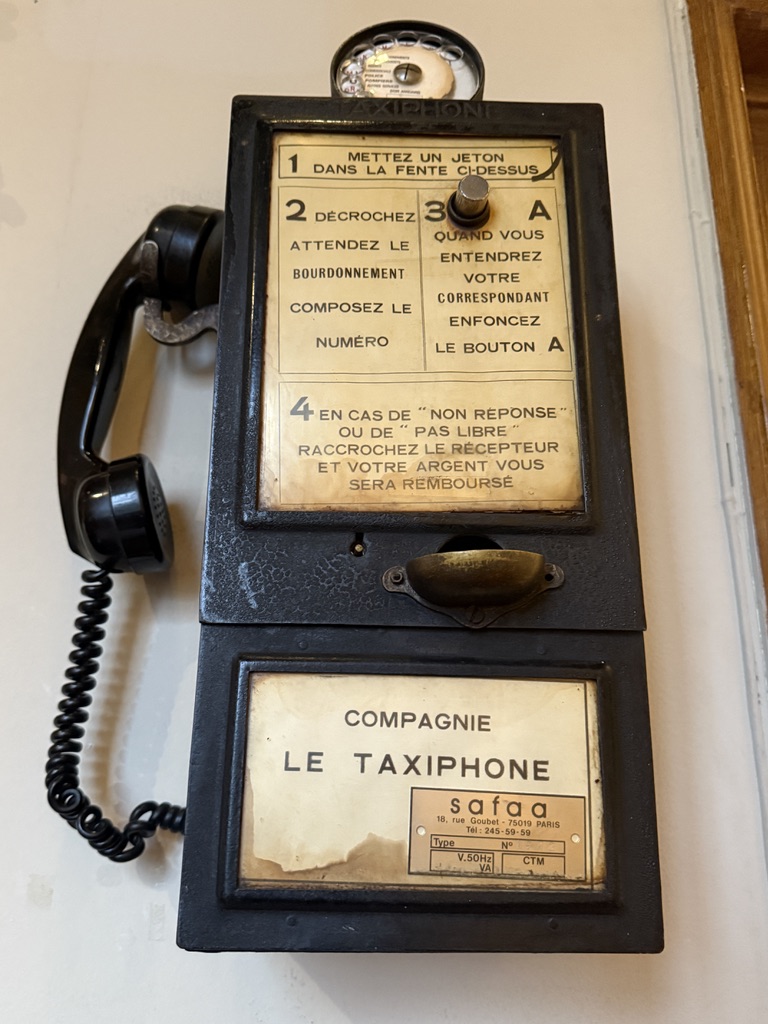 TAXIPHONE
1 METTEZ UN JETON
DANS LA FENTE CI-DESSUS
2 DÉCROCHEZ
ATTENDEZ LE
BOURDONNEMENT
COMPOSEZ LE
NUMÉRO
3 A
QUAND VOUS
ENTENDREZ
VOTRE
CORRESPONDANT
ENFONCEZ
LE BOUTON A
4 EN CAS DE "NON RÉPONSE"
OU DE "PAS LIBRE"
RACCROCHEZ LE RÉCEPTEUR
ET VOTRE ARGENT VOUS
SERA REMBOURSÉ
COMPAGNIE
LE TAXIPHONE
safaa
18, rue Goubet - 75019 PARIS
Tél: 245-59-59
Type Nº
V.50Hz CTM
VA